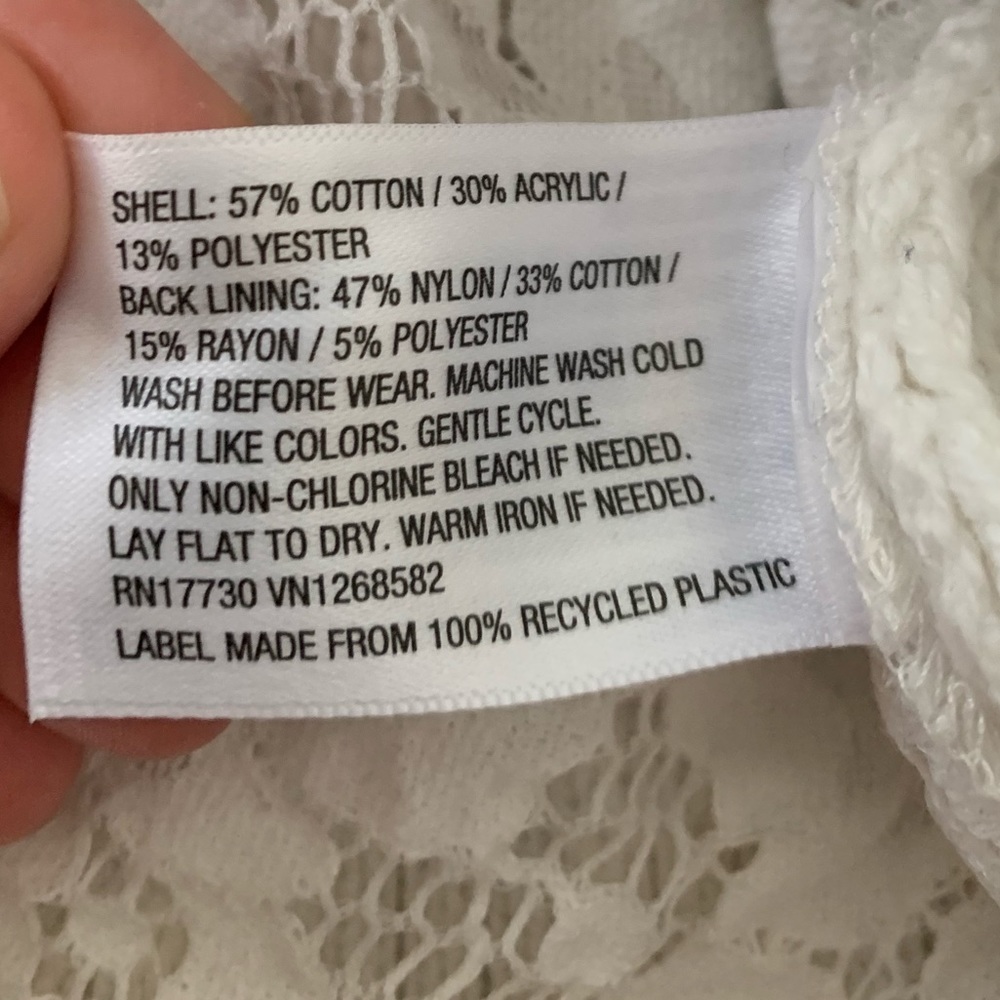 SHELL: 57% COTTON / 30% ACRYLIC /
13% POLYESTER
BACK LINING: 47% NYLON / 33% COTTON /
15% RAYON / 5% POLYESTER
WASH BEFORE WEAR. MACHINE WASH COLD
WITH LIKE COLORS. GENTLE CYCLE.
ONLY NON-CHLORINE BLEACH IF NEEDED.
LAY FLAT TO DRY. WARM IRON IF NEEDED.
RN17730 VN1268582
LABEL MADE FROM 100% RECYCLED PLASTIC